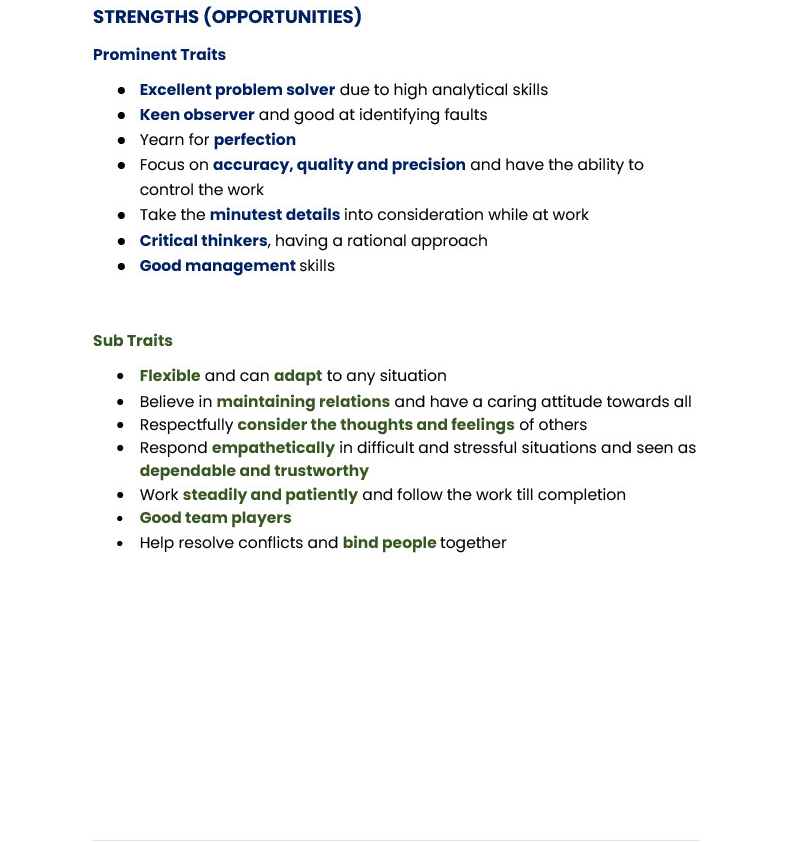 STRENGTHS (OPPORTUNITIES)
Prominent Traits
● Excellent problem solver due to high analytical skills
● Keen observer and good at identifying faults
● Yearn for perfection
● Focus on accuracy, quality and precision and have the ability to
control the work
● Take the minutest details into consideration while at work
● Critical thinkers, having a rational approach
● Good management skills
Sub Traits
• Flexible and can adapt to any situation
• Believe in maintaining relations and have a caring attitude towards all
• Respectfully consider the thoughts and feelings of others
• Respond empathetically in difficult and stressful situations and seen as
dependable and trustworthy
• Work steadily and patiently and follow the work till completion
• Good team players
• Help resolve conflicts and bind people together